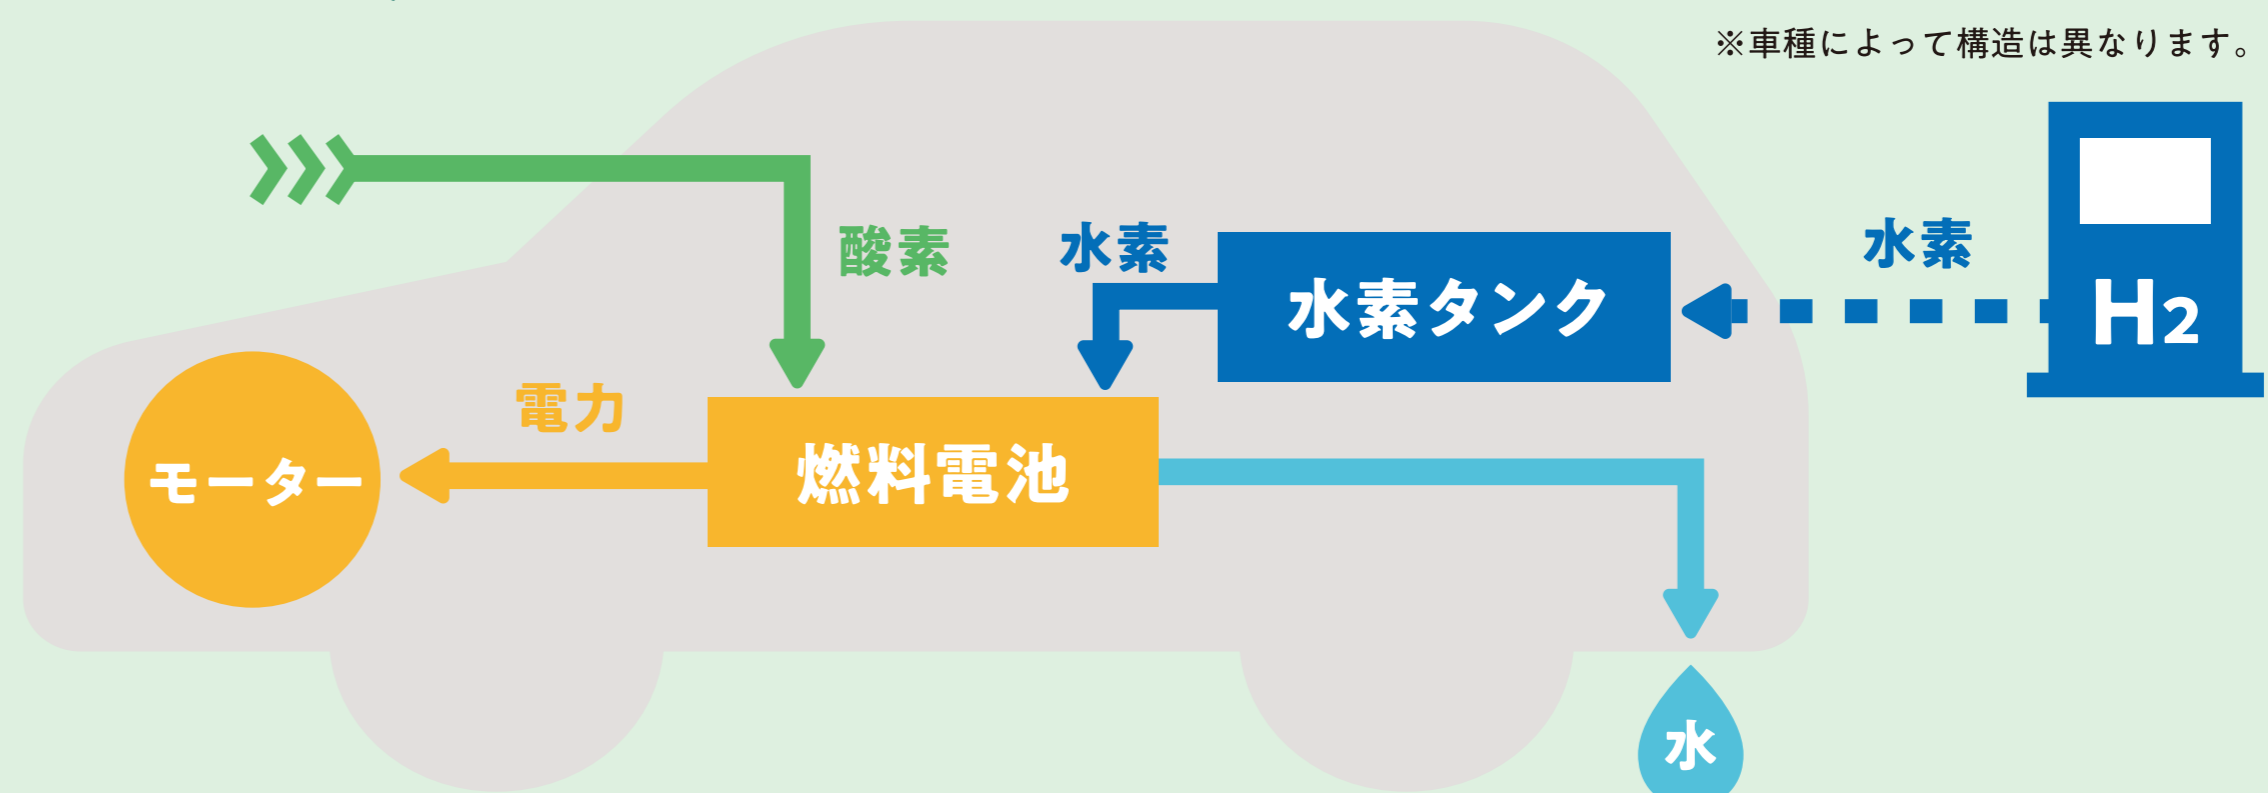 ※車種によって構造は異なります。
酸素
水素
水素タンク
水素
H2
電力
モーター
燃料電池
水